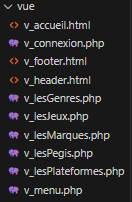 vue
v_accueil.html
v_connexion.php
v_footer.html
v_header.html
v_lesGenres.php
v_lesJeux.php
v_lesMarques.php
v_lesPegis.php
v_lesPlateformes.php
v_menu.php